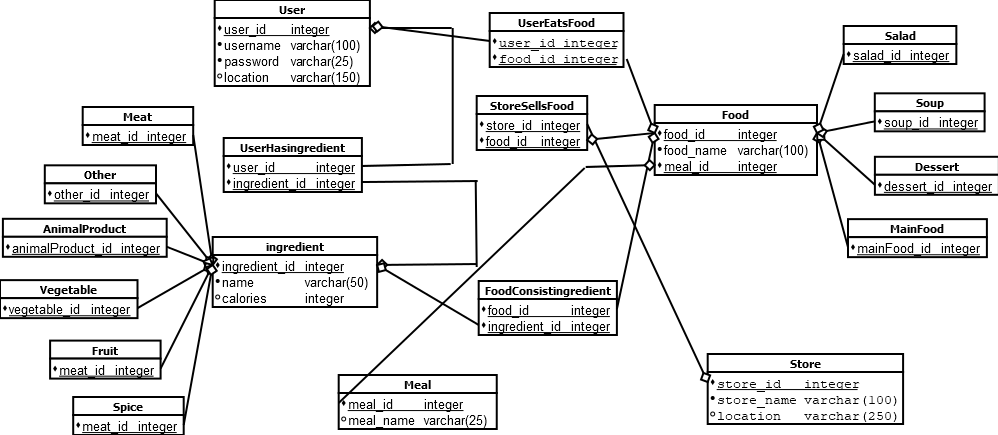 User
user_id integer
username varchar(100)
password varchar(25)
location varchar(150)
UserEatsFood
user_id integer
food_id integer
Salad
salad_id integer
StoreSellsFood
store_id integer
food_id integer
Food
food_id integer
food_name varchar(100)
meal_id integer
Soup
soup_id integer
Meat
meat_id integer
UserHasingredient
user_id integer
ingredient_id integer
Dessert
dessert_id integer
Other
other_id integer
AnimalProduct
animalProduct_id integer
MainFood
mainFood_id integer
ingredient
ingredient_id integer
name varchar(50)
calories integer
Vegetable
vegetable_id integer
FoodConsistingredient
food_id integer
ingredient_id integer
Fruit
meat_id integer
Meal
meal_id integer
meal_name varchar(25)
Store
store_id integer
store_name varchar(100)
location varchar(250)
Spice
meat_id integer